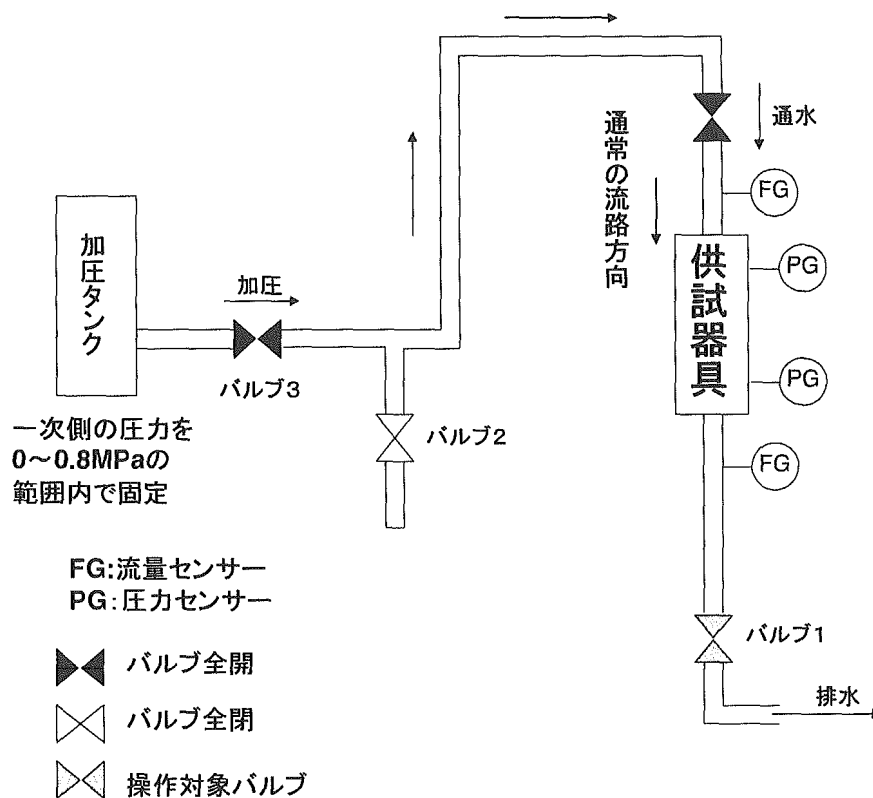 通水
通常の流路方向
FG
加圧タンク
供試器具
PG
加圧
バルブ3
PG
一次側の圧力を
0～0.8MPaの
範囲内で固定
バルブ2
FG
FG:流量センサー
PG:圧力センサー
バルブ1
バルブ全開
排水
バルブ全閉
操作対象バルブ